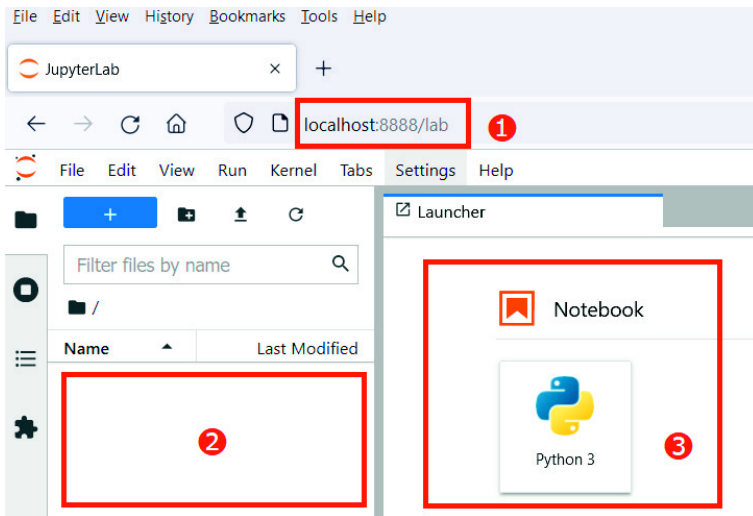 File Edit View History Bookmarks Tools Help
JupyterLab × +
localhost:8888/lab 1
File Edit View Run Kernel Tabs Settings Help
+
Launcher
Filter files by name
/
Notebook
Name Last Modified
2
Python 3
3